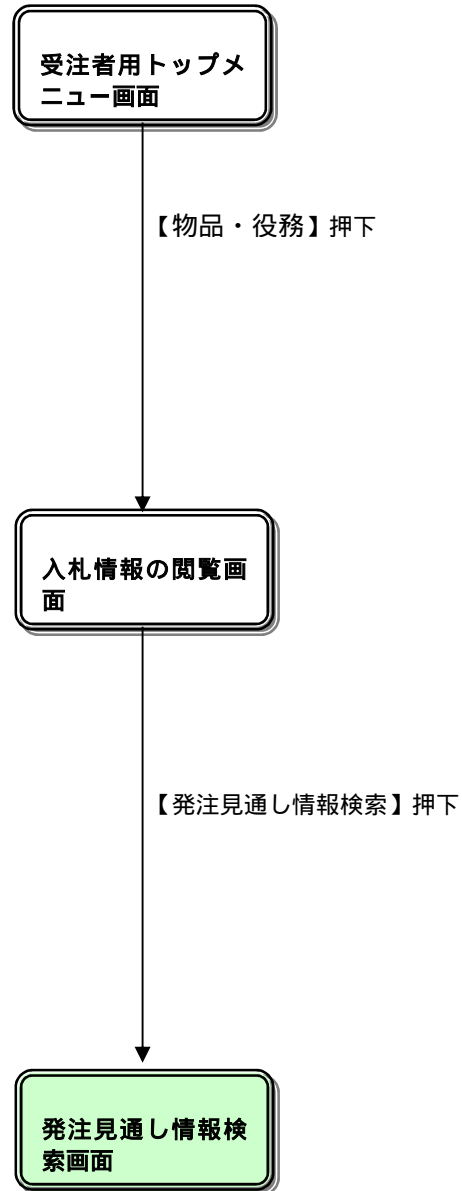 受注者用トップメ
ニュー画面
【物品・役務】押下
入札情報の閲覧画
面
【発注見通し情報検索】押下
発注見通し情報検
索画面